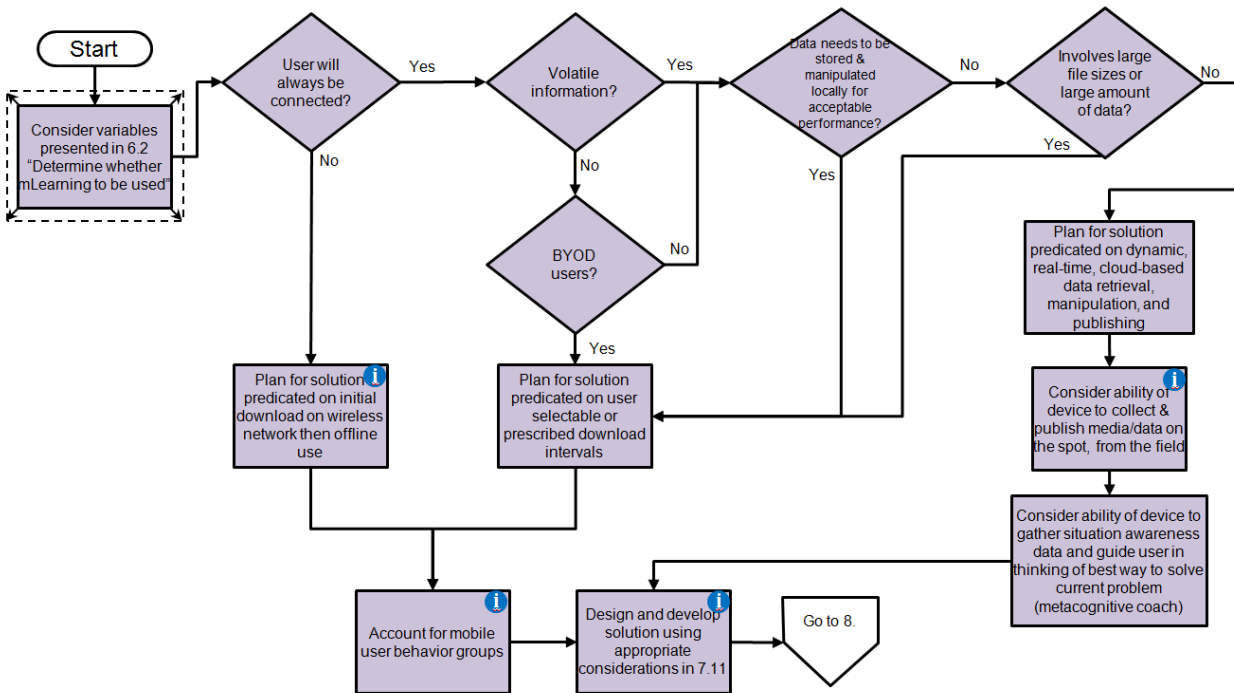 Start
Consider variables
presented in 6.2
“Determine whether
mLearning to be used”
User will
always be
connected?
Yes
No
Volatile
information?
Yes
No
BYOD
users?
No
Yes
Data needs to be
stored &
manipulated
locally for
acceptable
performance?
No
Yes
Involves large
file sizes or
large amount
of data?
No
Yes
Plan for solution
predicated on dynamic,
real-time, cloud-based
data retrieval,
manipulation, and
publishing
Plan for solution
predicated on initial
download on wireless
network then offline
use
i
Plan for solution
predicated on user
selectable or
prescribed download
intervals
Consider ability of
device to collect &
publish media/data on
the spot, from the field
i
Consider ability of device to
gather situation awareness
data and guide user in
thinking of best way to solve
current problem
(metacognitive coach)
Account for mobile
user behavior groups
i
Design and develop
solution using
appropriate
considerations in 7.11
i
Go to 8.